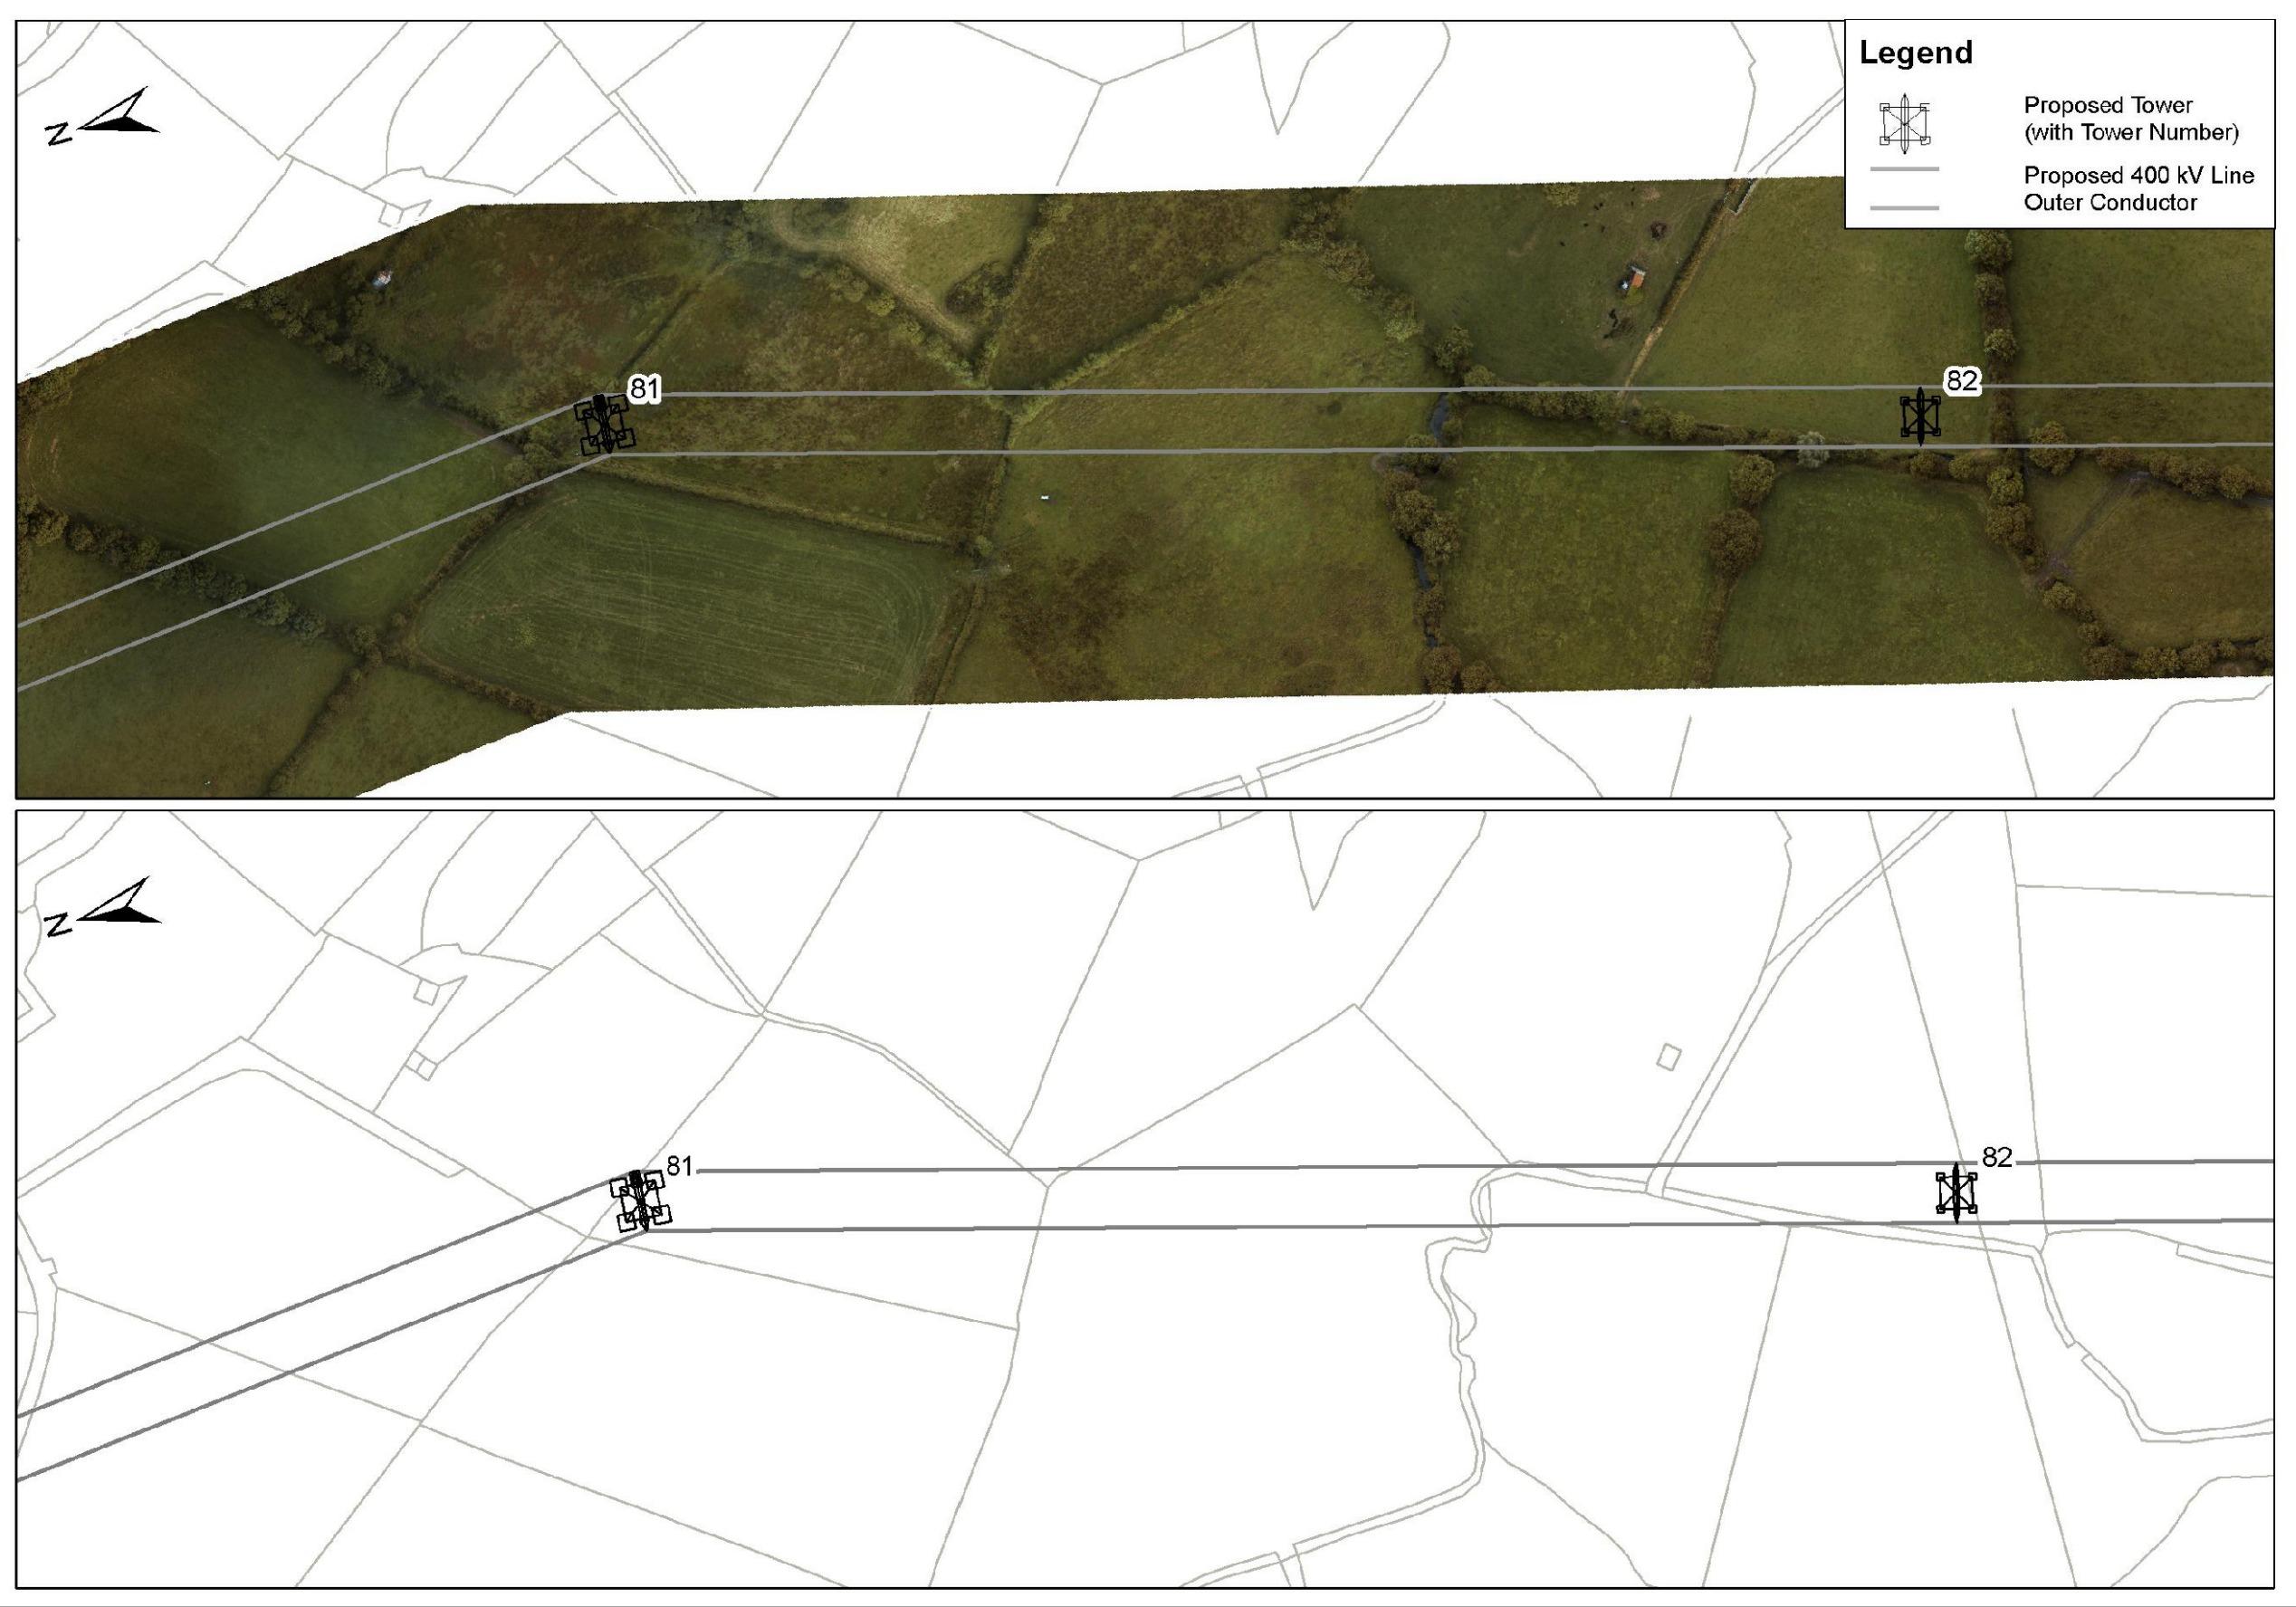 Legend
Proposed Tower
(with Tower Number)
Proposed 400 kV Line
Outer Conductor
N
81
82
N
81
82